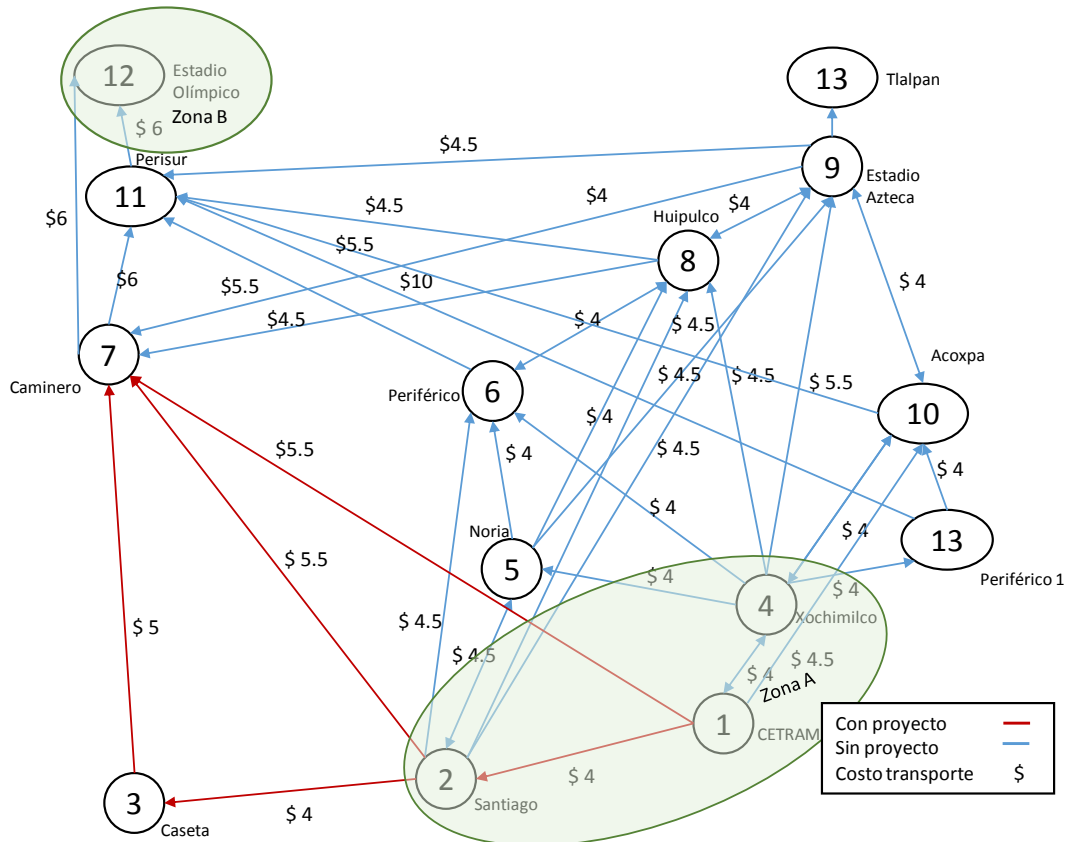 12
Estadio
Olímpico
Zona B
13
Tlalpan
$ 6
$4.5
Perisur
11
9
Estadio
Azteca
$4
$4
$4.5
Huipulco
$6
$5.5
8
$6
$5.5
$10
$ 4
$4.5
$ 4
$ 4.5
7
Caminero
Acoxpa
Periférico
6
$ 4.5
$ 4.5
$ 5.5
10
$ 4
$5.5
$ 4
$ 4.5
$ 4
$ 4
Noria
$ 4
13
Periférico 1
$ 5.5
5
$ 4
$ 4
4
Xochimilco
$ 5
$ 4.5
$ 4.5
$ 4
$ 4.5
Zona A
1
CETRAM
Con proyecto
Sin proyecto
Costo transporte $
$ 4
2
Santiago
3
Caseta
$ 4